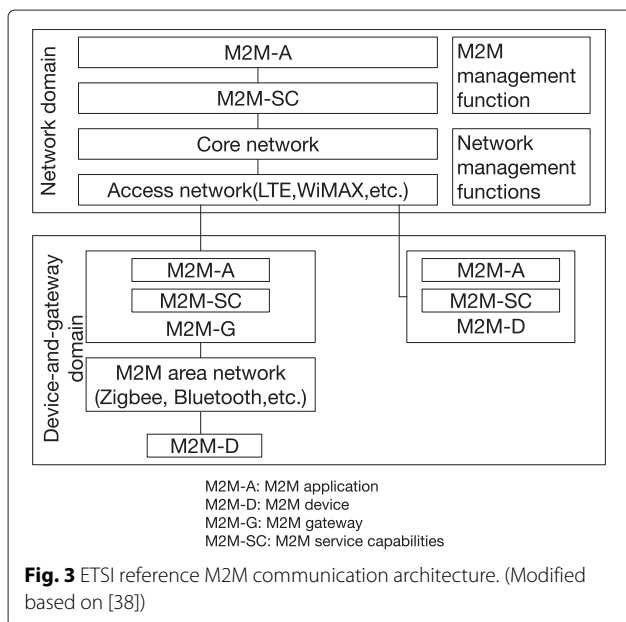 Network domain
M2M-A
M2M-SC
Core network
Access network(LTE,WiMAX,etc.)
M2M
management
function
Network
management
functions
Device-and-gateway
domain
M2M-A
M2M-SC
M2M-G
M2M area network
(Zigbee, Bluetooth,etc.)
M2M-D
M2M-A
M2M-SC
M2M-D
M2M-A: M2M application
M2M-D: M2M device
M2M-G: M2M gateway
M2M-SC: M2M service capabilities
Fig. 3 ETSI reference M2M communication architecture. (Modified
based on [38])